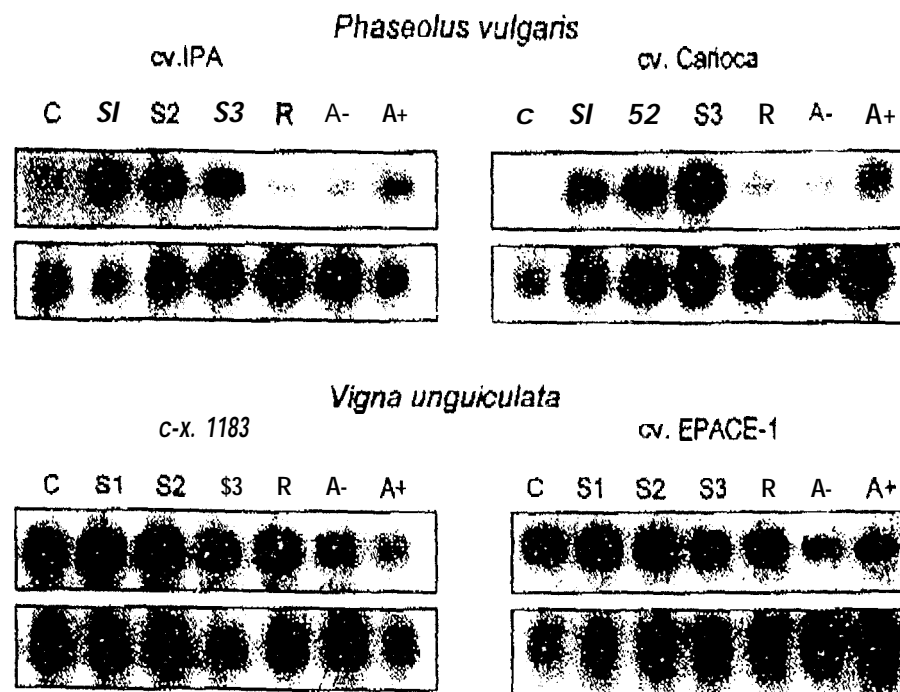 Phaseolus vulgaris
cv.IPA
cv. Carioca
C SI S2 S3 R A- A+
c SI 52 S3 R A- A+
Vigna unguiculata
c-x. 1183
cv. EPACE-1
C S1 S2 $3 R A- A+
C S1 S2 S3 R A- A+